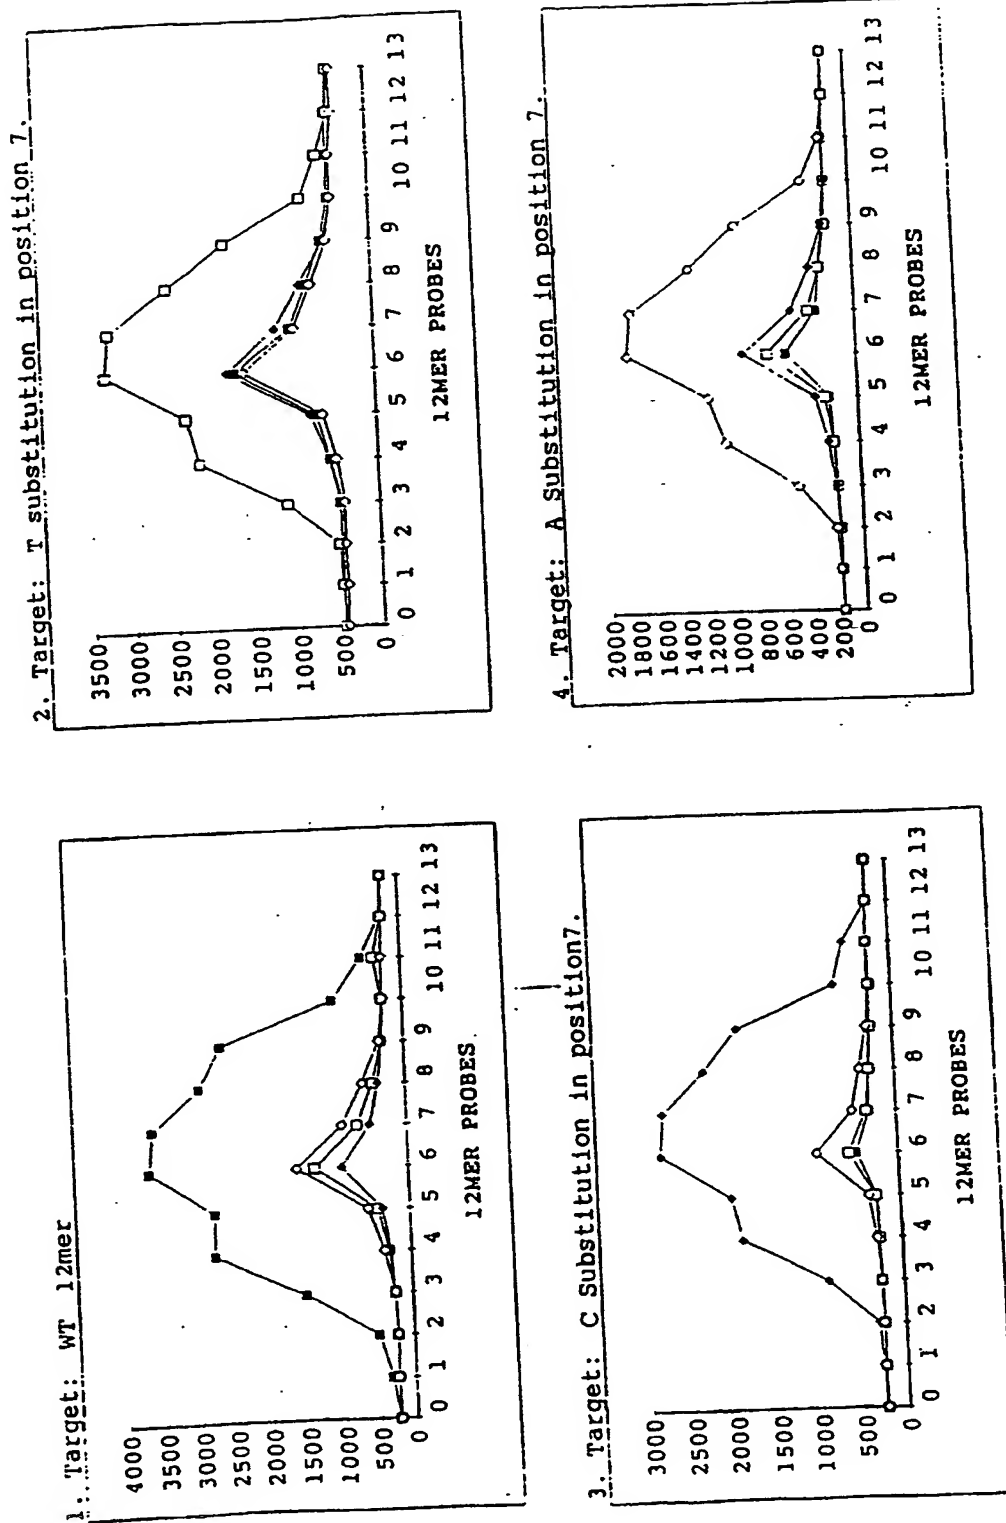 1. Target: WT 12mer
4000
3500
3000
2500
2000
1500
1000
500
0
0 1 2 3 4 5 6 7 8 9 10 11 12 13
12MER PROBES
2. Target: T substitution in position 7.
3500
3000
2500
2000
1500
1000
500
0
0 1 2 3 4 5 6 7 8 9 10 11 12 13
12MER PROBES
3. Target: C Substitution in position7.
3000
2500
2000
1500
1000
500
0
0 1 2 3 4 5 6 7 8 9 10 11 12 13
12MER PROBES
4. Target: A Substitution in position 7.
2000
1800
1600
1400
1200
1000
800
600
400
200
0
0 1 2 3 4 5 6 7 8 9 10 11 12 13
12MER PROBES